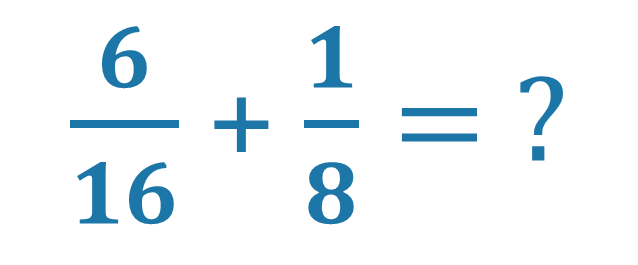 6/16 + 1/8 = ?